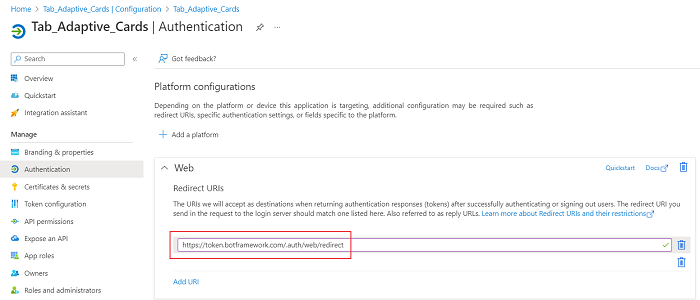 Home > Tab_Adaptive_Cards | Configuration > Tab_Adaptive_Cards
Tab_Adaptive_Cards | Authentication
Search
Overview
Quickstart
Integration assistant
Manage
Branding & properties
Authentication
Certificates & secrets
Token configuration
API permissions
Expose an API
App roles
Owners
Roles and administrators
Got feedback?
Platform configurations
Depending on the platform or device this application is targeting, additional configuration may be required such as
redirect URIs, specific authentication settings, or fields specific to the platform.
Add a platform
Web
Quickstart
Docs
Redirect URIs
The URIs we will accept as destinations when returning authentication responses (tokens) after successfully authenticating or signing out users. The redirect URI you
send in the request to the login server should match one listed here. Also referred to as reply URLs. Learn more about Redirect URIs and their restrictions
https://token.botframework.com/.auth/web/redirect
Add URI